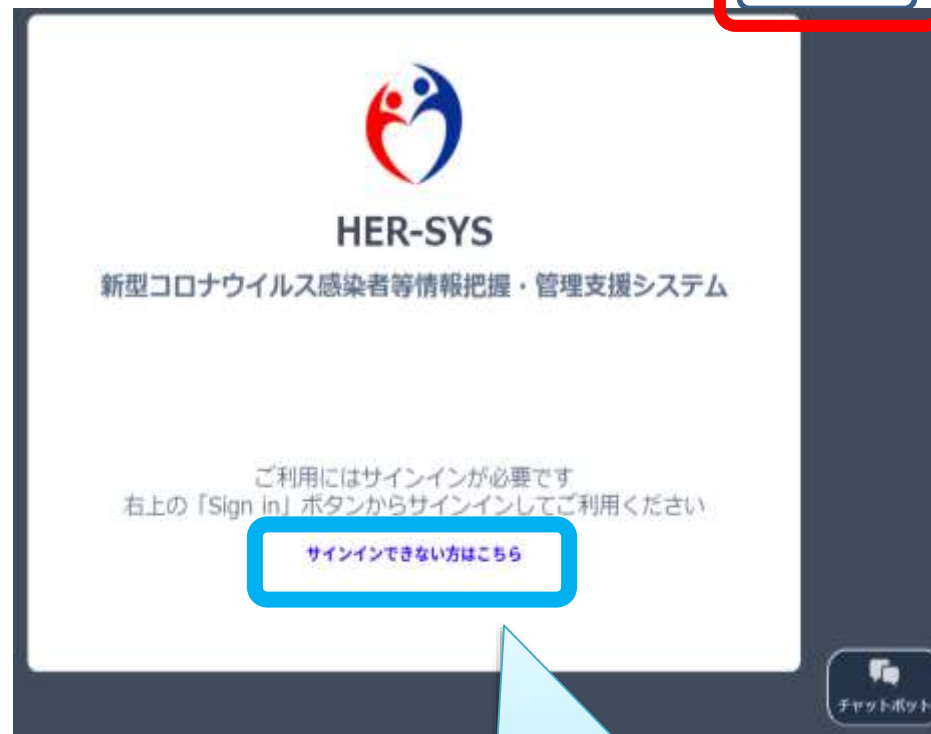 HER-SYS
新型コロナウイルス感染者等情報把握・管理支援システム
ご利用にはサインインが必要です
右上の「Sign in」ボタンからサインインしてご利用ください
サインインできない方はこちら
チャットボット